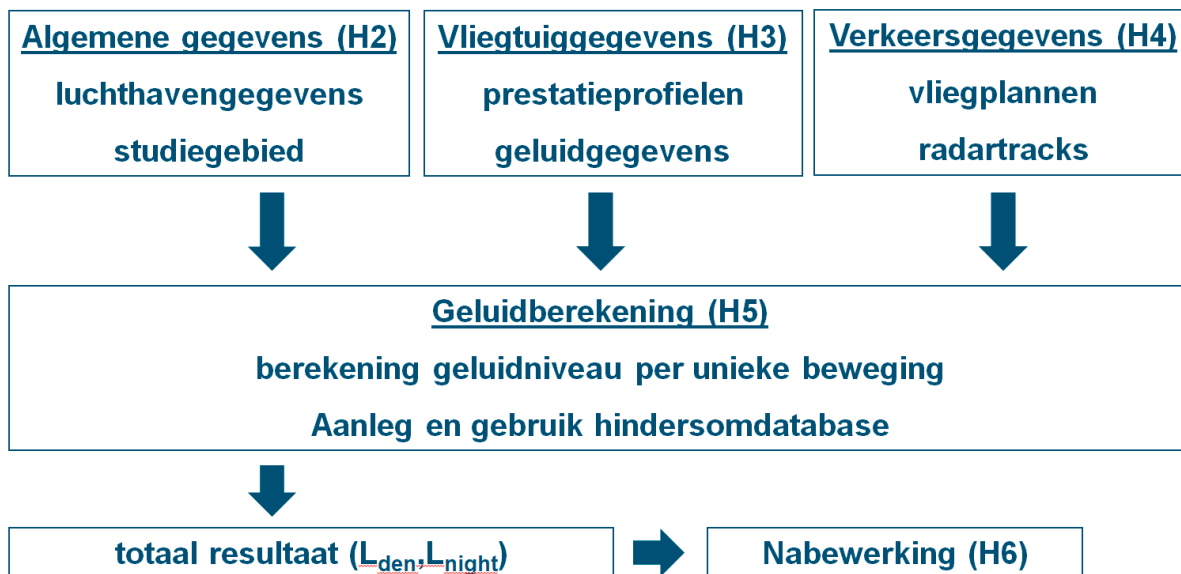 Algemene gegevens (H2)
luchthavengegevens
studiegebied
Vliegtuiggegevens (H3)
prestatieprofielen
geluidgegevens
Verkeersgegevens (H4)
vliegplannen
radartracks
Geluidberekening (H5)
berekening geluidniveau per unieke beweging
Aanleg en gebruik hindersomdatabase
totaal resultaat (Lden,Lnight)
Nabewerking (H6)